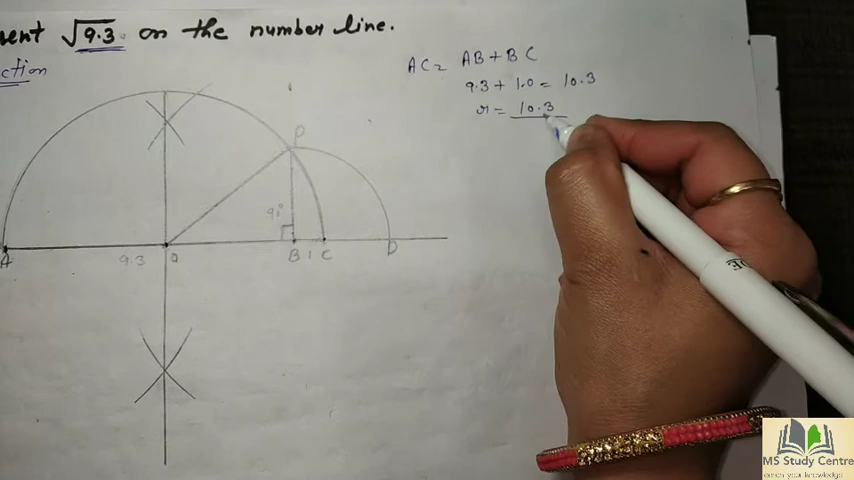 ent √9.3 on the number line.
ction
AC = AB + BC
9.3 + 1.0 = 10.3
r = 10.3
P
90°
A 9.3 O B 1 C D
MS Study Centre